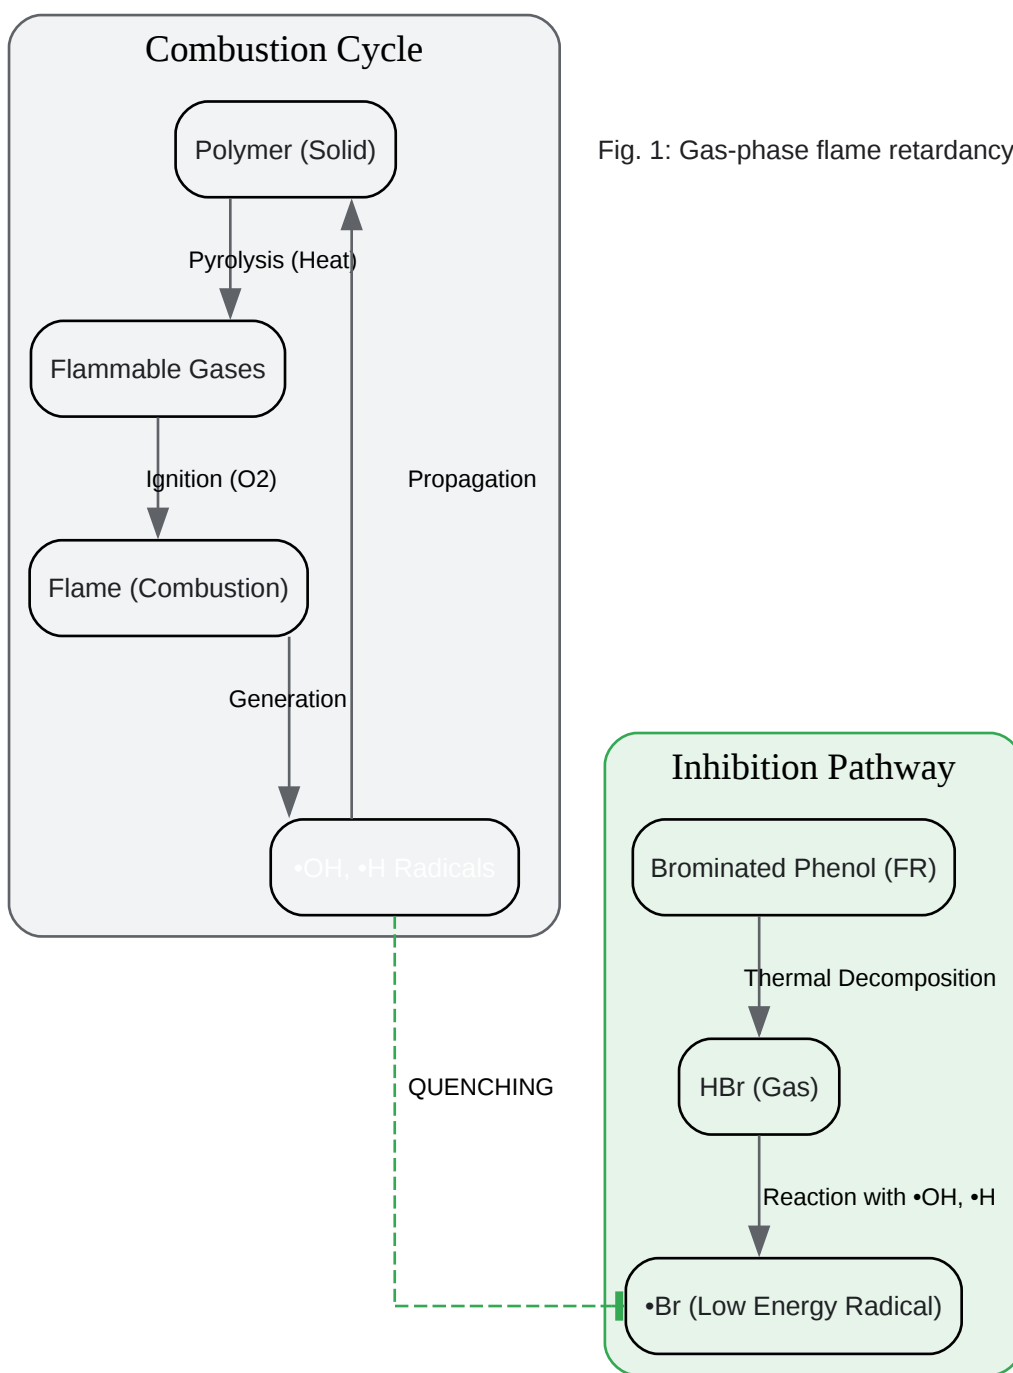 Combustion Cycle
Polymer (Solid)
Fig. 1: Gas-phase flame retardancy
Pyrolysis (Heat)
Flammable Gases
Ignition (O2)
Propagation
Flame (Combustion)
Generation
•OH, •H Radicals
Inhibition Pathway
Brominated Phenol (FR)
Thermal Decomposition
HBr (Gas)
QUENCHING
Reaction with •OH, •H
•Br (Low Energy Radical)